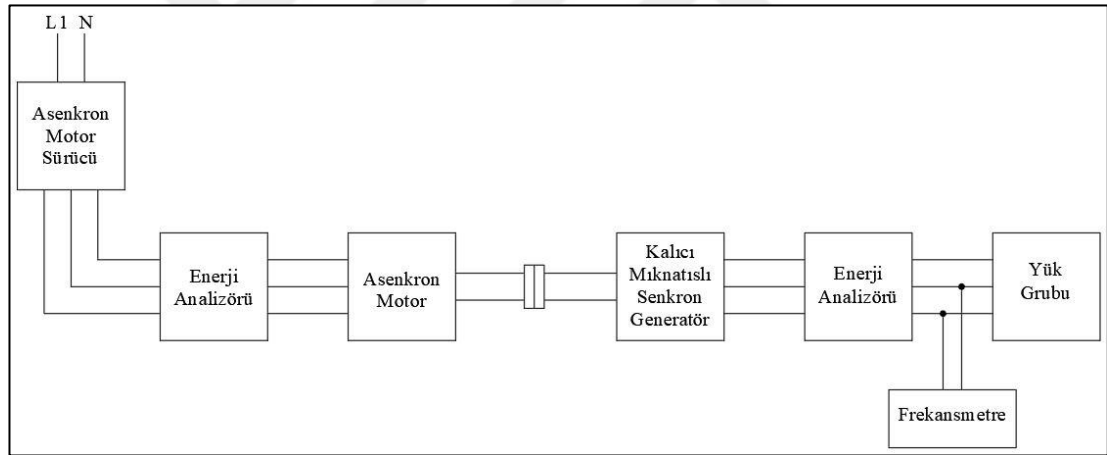 L1 N
Asenkron
Motor
Sürücü
Enerji
Analizörü
Asenkron
Motor
Kalıcı
Mıknatıslı
Senkron
Generatör
Enerji
Analizörü
Yük
Grubu
Frekansmetre